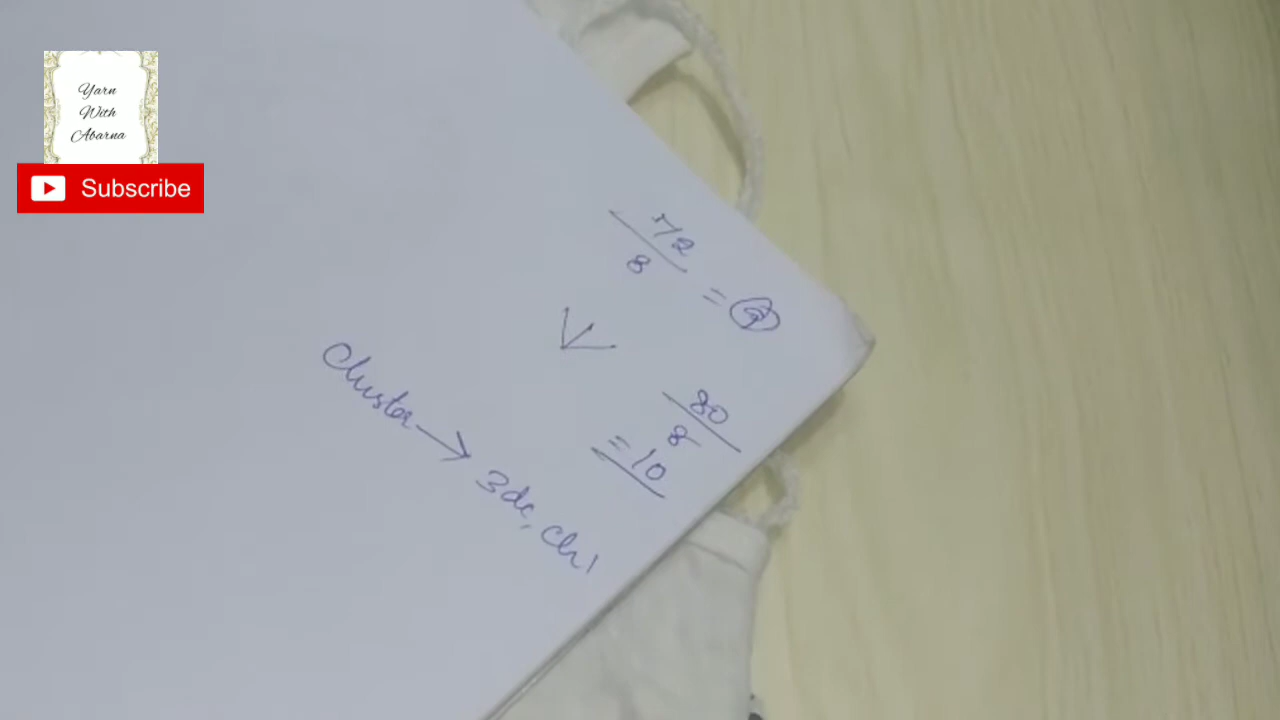 Yarn
With
Abarna
Subscribe
72
8
= 9
80
8
= 10
Cluster → 3dc, Ch1